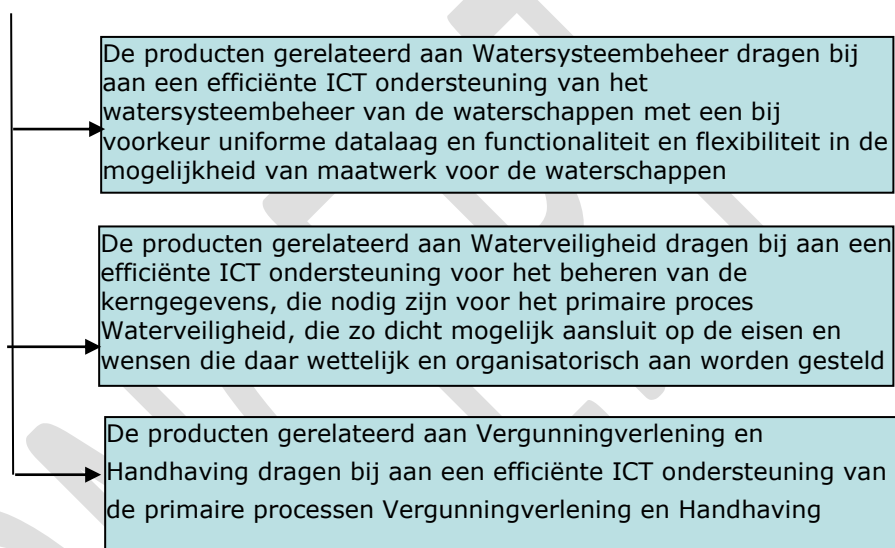 De producten gerelateerd aan Watersysteembeheer dragen bij
aan een efficiënte ICT ondersteuning van het
watersysteembeheer van de waterschappen met een bij
voorkeur uniforme datalaag en functionaliteit en flexibiliteit in de
mogelijkheid van maatwerk voor de waterschappen
De producten gerelateerd aan Waterveiligheid dragen bij aan een
efficiënte ICT ondersteuning voor het beheren van de
kerngegevens, die nodig zijn voor het primaire proces
Waterveiligheid, die zo dicht mogelijk aansluit op de eisen en
wensen die daar wettelijk en organisatorisch aan worden gesteld
De producten gerelateerd aan Vergunningverlening en
Handhaving dragen bij aan een efficiënte ICT ondersteuning van
de primaire processen Vergunningverlening en Handhaving